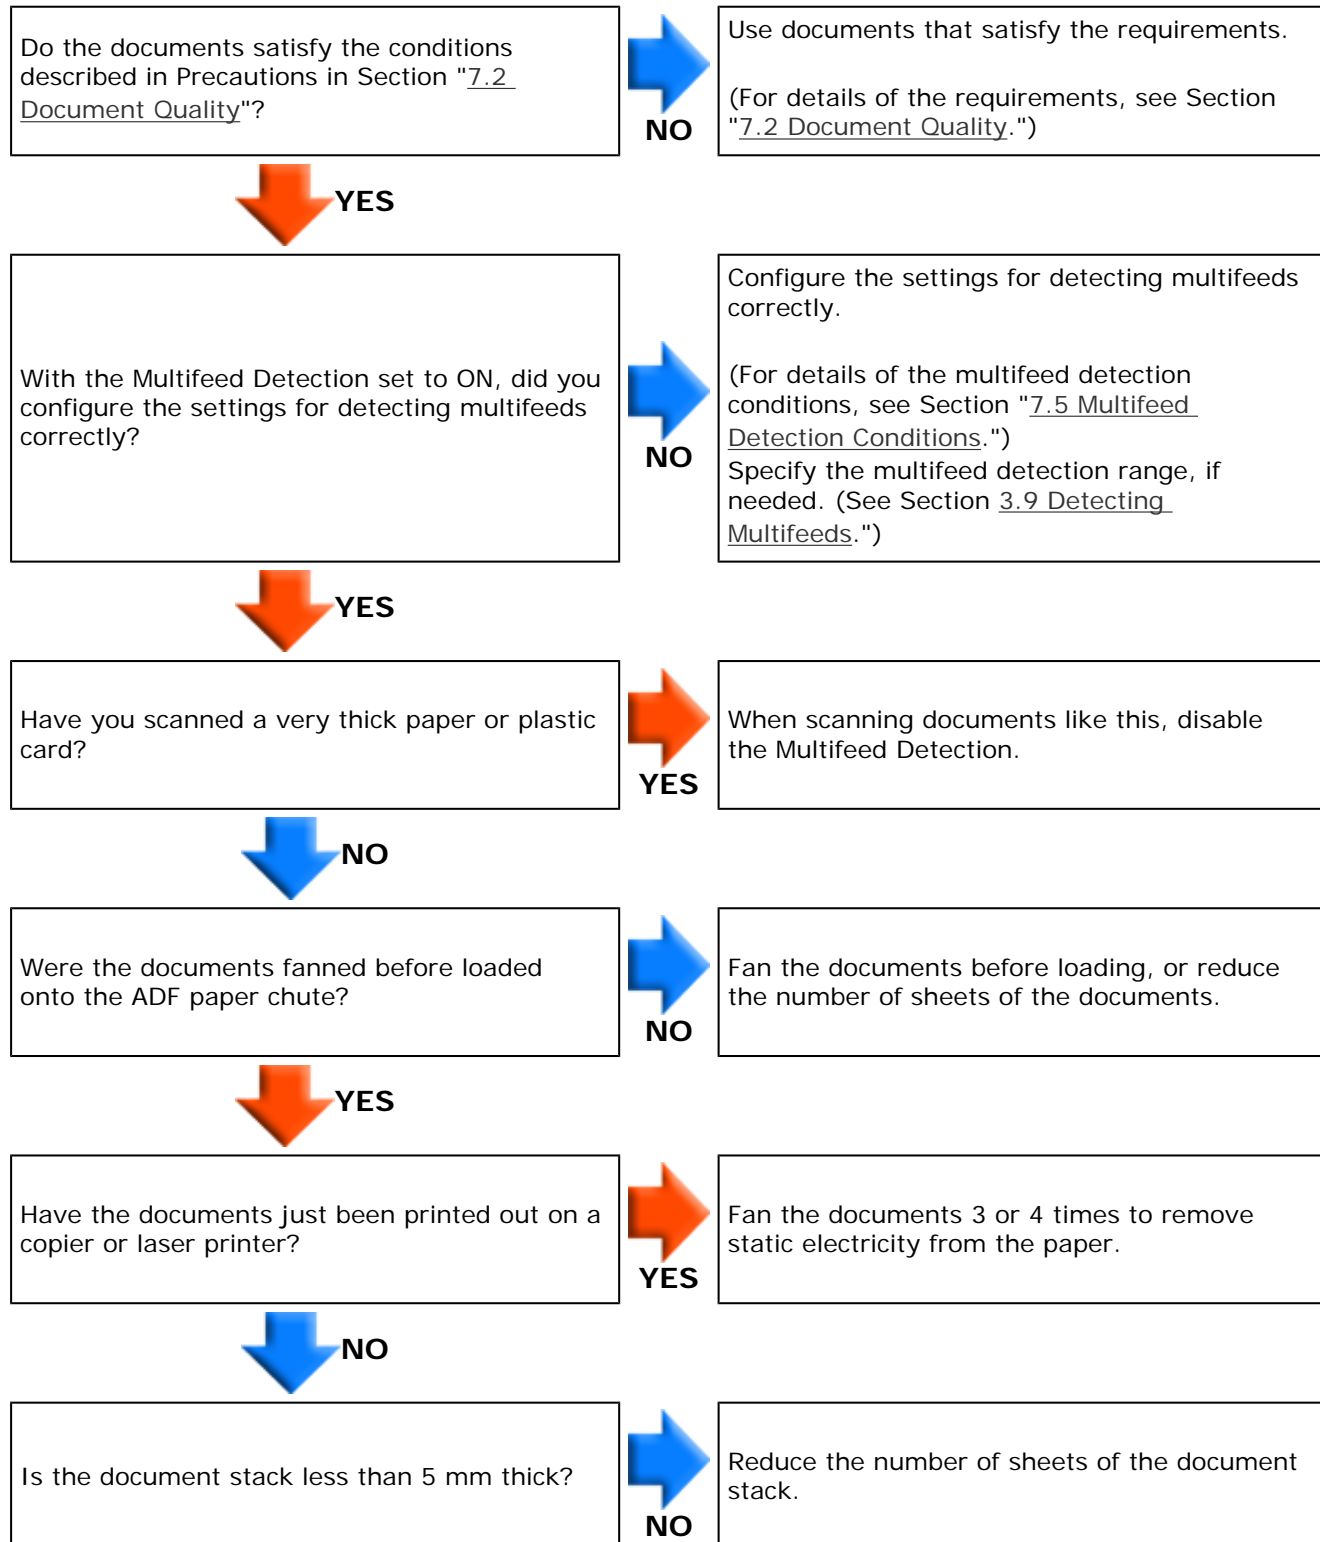 Do the documents satisfy the conditions
described in Precautions in Section "7.2
Document Quality"?
NO
Use documents that satisfy the requirements.
(For details of the requirements, see Section
"7.2 Document Quality.")
YES
With the Multifeed Detection set to ON, did you
configure the settings for detecting multifeeds
correctly?
NO
Configure the settings for detecting multifeeds
correctly.
(For details of the multifeed detection
conditions, see Section "7.5 Multifeed
Detection Conditions.")
Specify the multifeed detection range, if
needed. (See Section 3.9 Detecting
Multifeeds.")
YES
Have you scanned a very thick paper or plastic
card?
YES
When scanning documents like this, disable
the Multifeed Detection.
NO
Were the documents fanned before loaded
onto the ADF paper chute?
NO
Fan the documents before loading, or reduce
the number of sheets of the documents.
YES
Have the documents just been printed out on a
copier or laser printer?
YES
Fan the documents 3 or 4 times to remove
static electricity from the paper.
NO
Is the document stack less than 5 mm thick?
NO
Reduce the number of sheets of the document
stack.